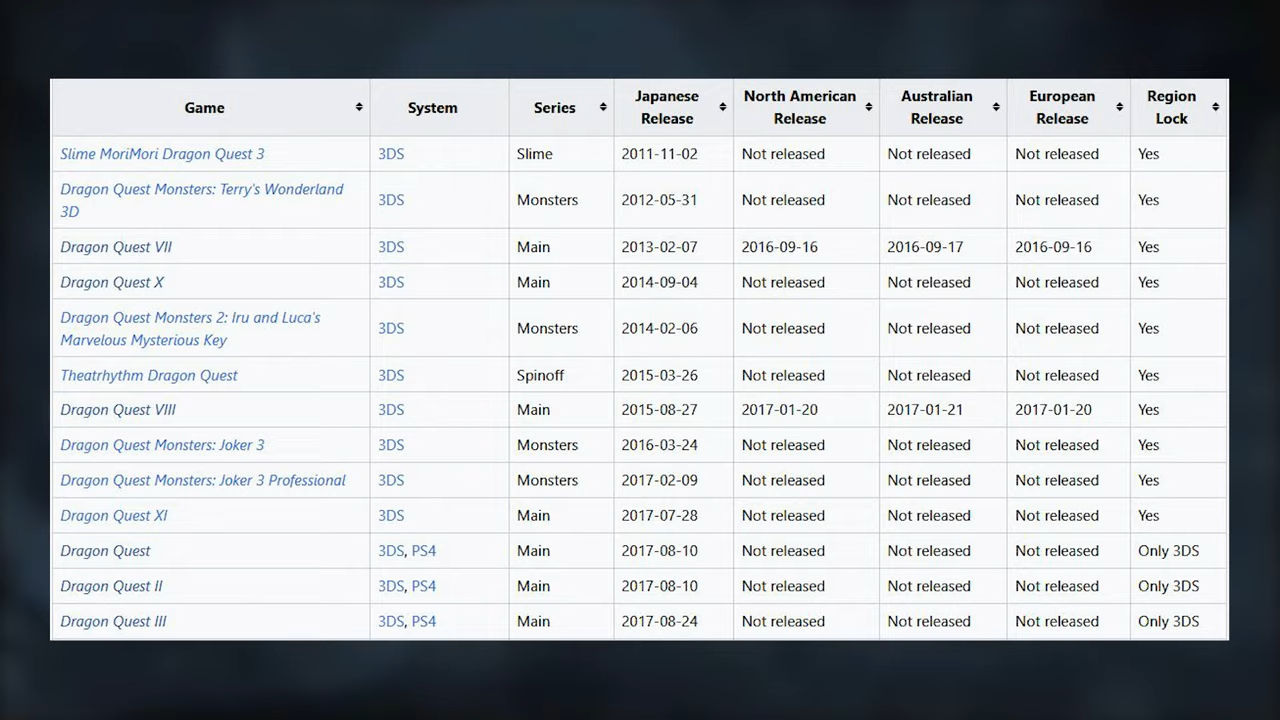 Game System Series Japanese Release North American Release Australian Release European Release Region Lock
Slime MoriMori Dragon Quest 3 3DS Slime 2011-11-02 Not released Not released Not released Yes
Dragon Quest Monsters: Terry's Wonderland 3D 3DS Monsters 2012-05-31 Not released Not released Not released Yes
Dragon Quest VII 3DS Main 2013-02-07 2016-09-16 2016-09-17 2016-09-16 Yes
Dragon Quest X 3DS Main 2014-09-04 Not released Not released Not released Yes
Dragon Quest Monsters 2: Iru and Luca's Marvelous Mysterious Key 3DS Monsters 2014-02-06 Not released Not released Not released Yes
Theatrhythm Dragon Quest 3DS Spinoff 2015-03-26 Not released Not released Not released Yes
Dragon Quest VIII 3DS Main 2015-08-27 2017-01-20 2017-01-21 2017-01-20 Yes
Dragon Quest Monsters: Joker 3 3DS Monsters 2016-03-24 Not released Not released Not released Yes
Dragon Quest Monsters: Joker 3 Professional 3DS Monsters 2017-02-09 Not released Not released Not released Yes
Dragon Quest XI 3DS Main 2017-07-28 Not released Not released Not released Yes
Dragon Quest 3DS, PS4 Main 2017-08-10 Not released Not released Not released Only 3DS
Dragon Quest II 3DS, PS4 Main 2017-08-10 Not released Not released Not released Only 3DS
Dragon Quest III 3DS, PS4 Main 2017-08-24 Not released Not released Not released Only 3DS